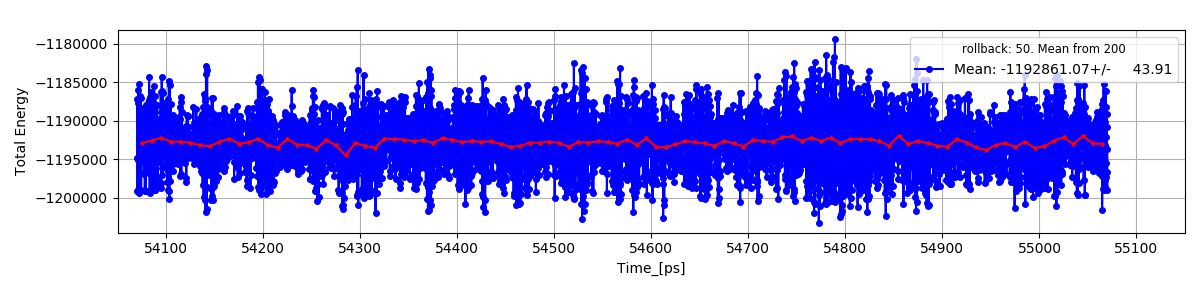 −1180000
−1185000
−1190000
−1195000
−1200000
Total Energy
rollback: 50. Mean from 200
Mean: -1192861.07+/-     43.91
54100 54200 54300 54400 54500 54600 54700 54800 54900 55000 55100
Time_[ps]